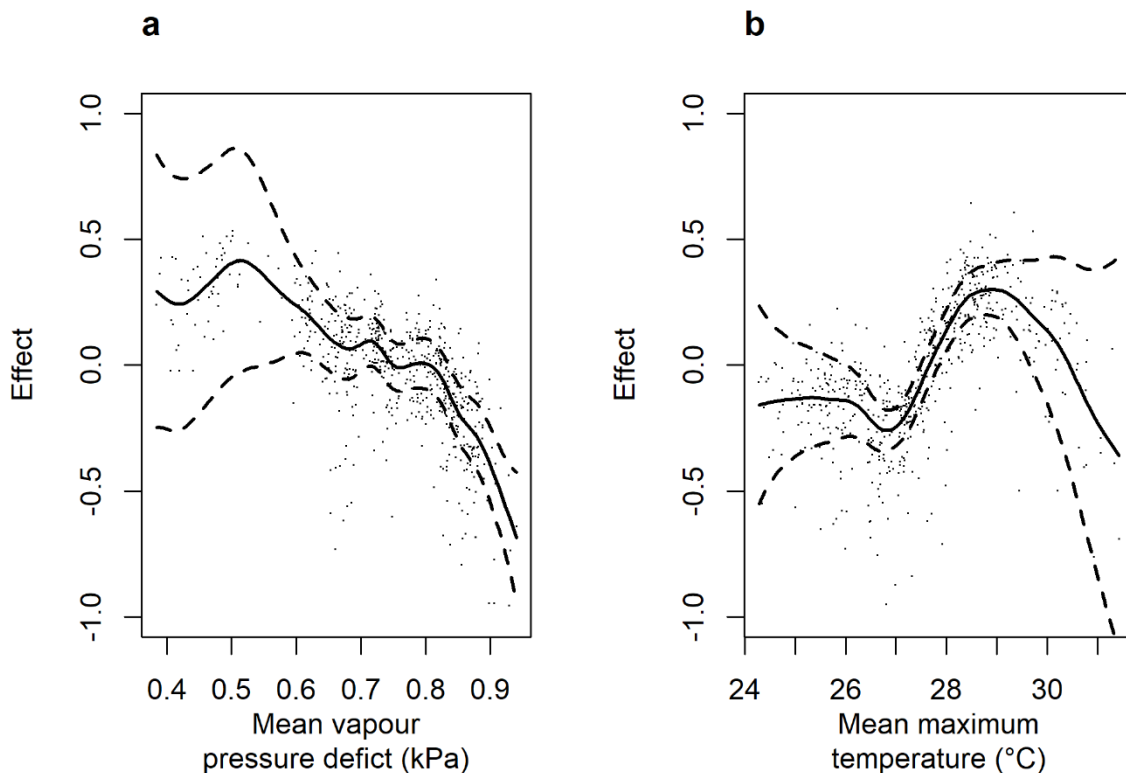 a
1.0
0.5
0.0
-0.5
-1.0
Effect
0.4 0.5 0.6 0.7 0.8 0.9
Mean vapour
pressure defict (kPa)
b
1.0
0.5
0.0
-0.5
-1.0
Effect
24 26 28 30
Mean maximum
temperature (°C)